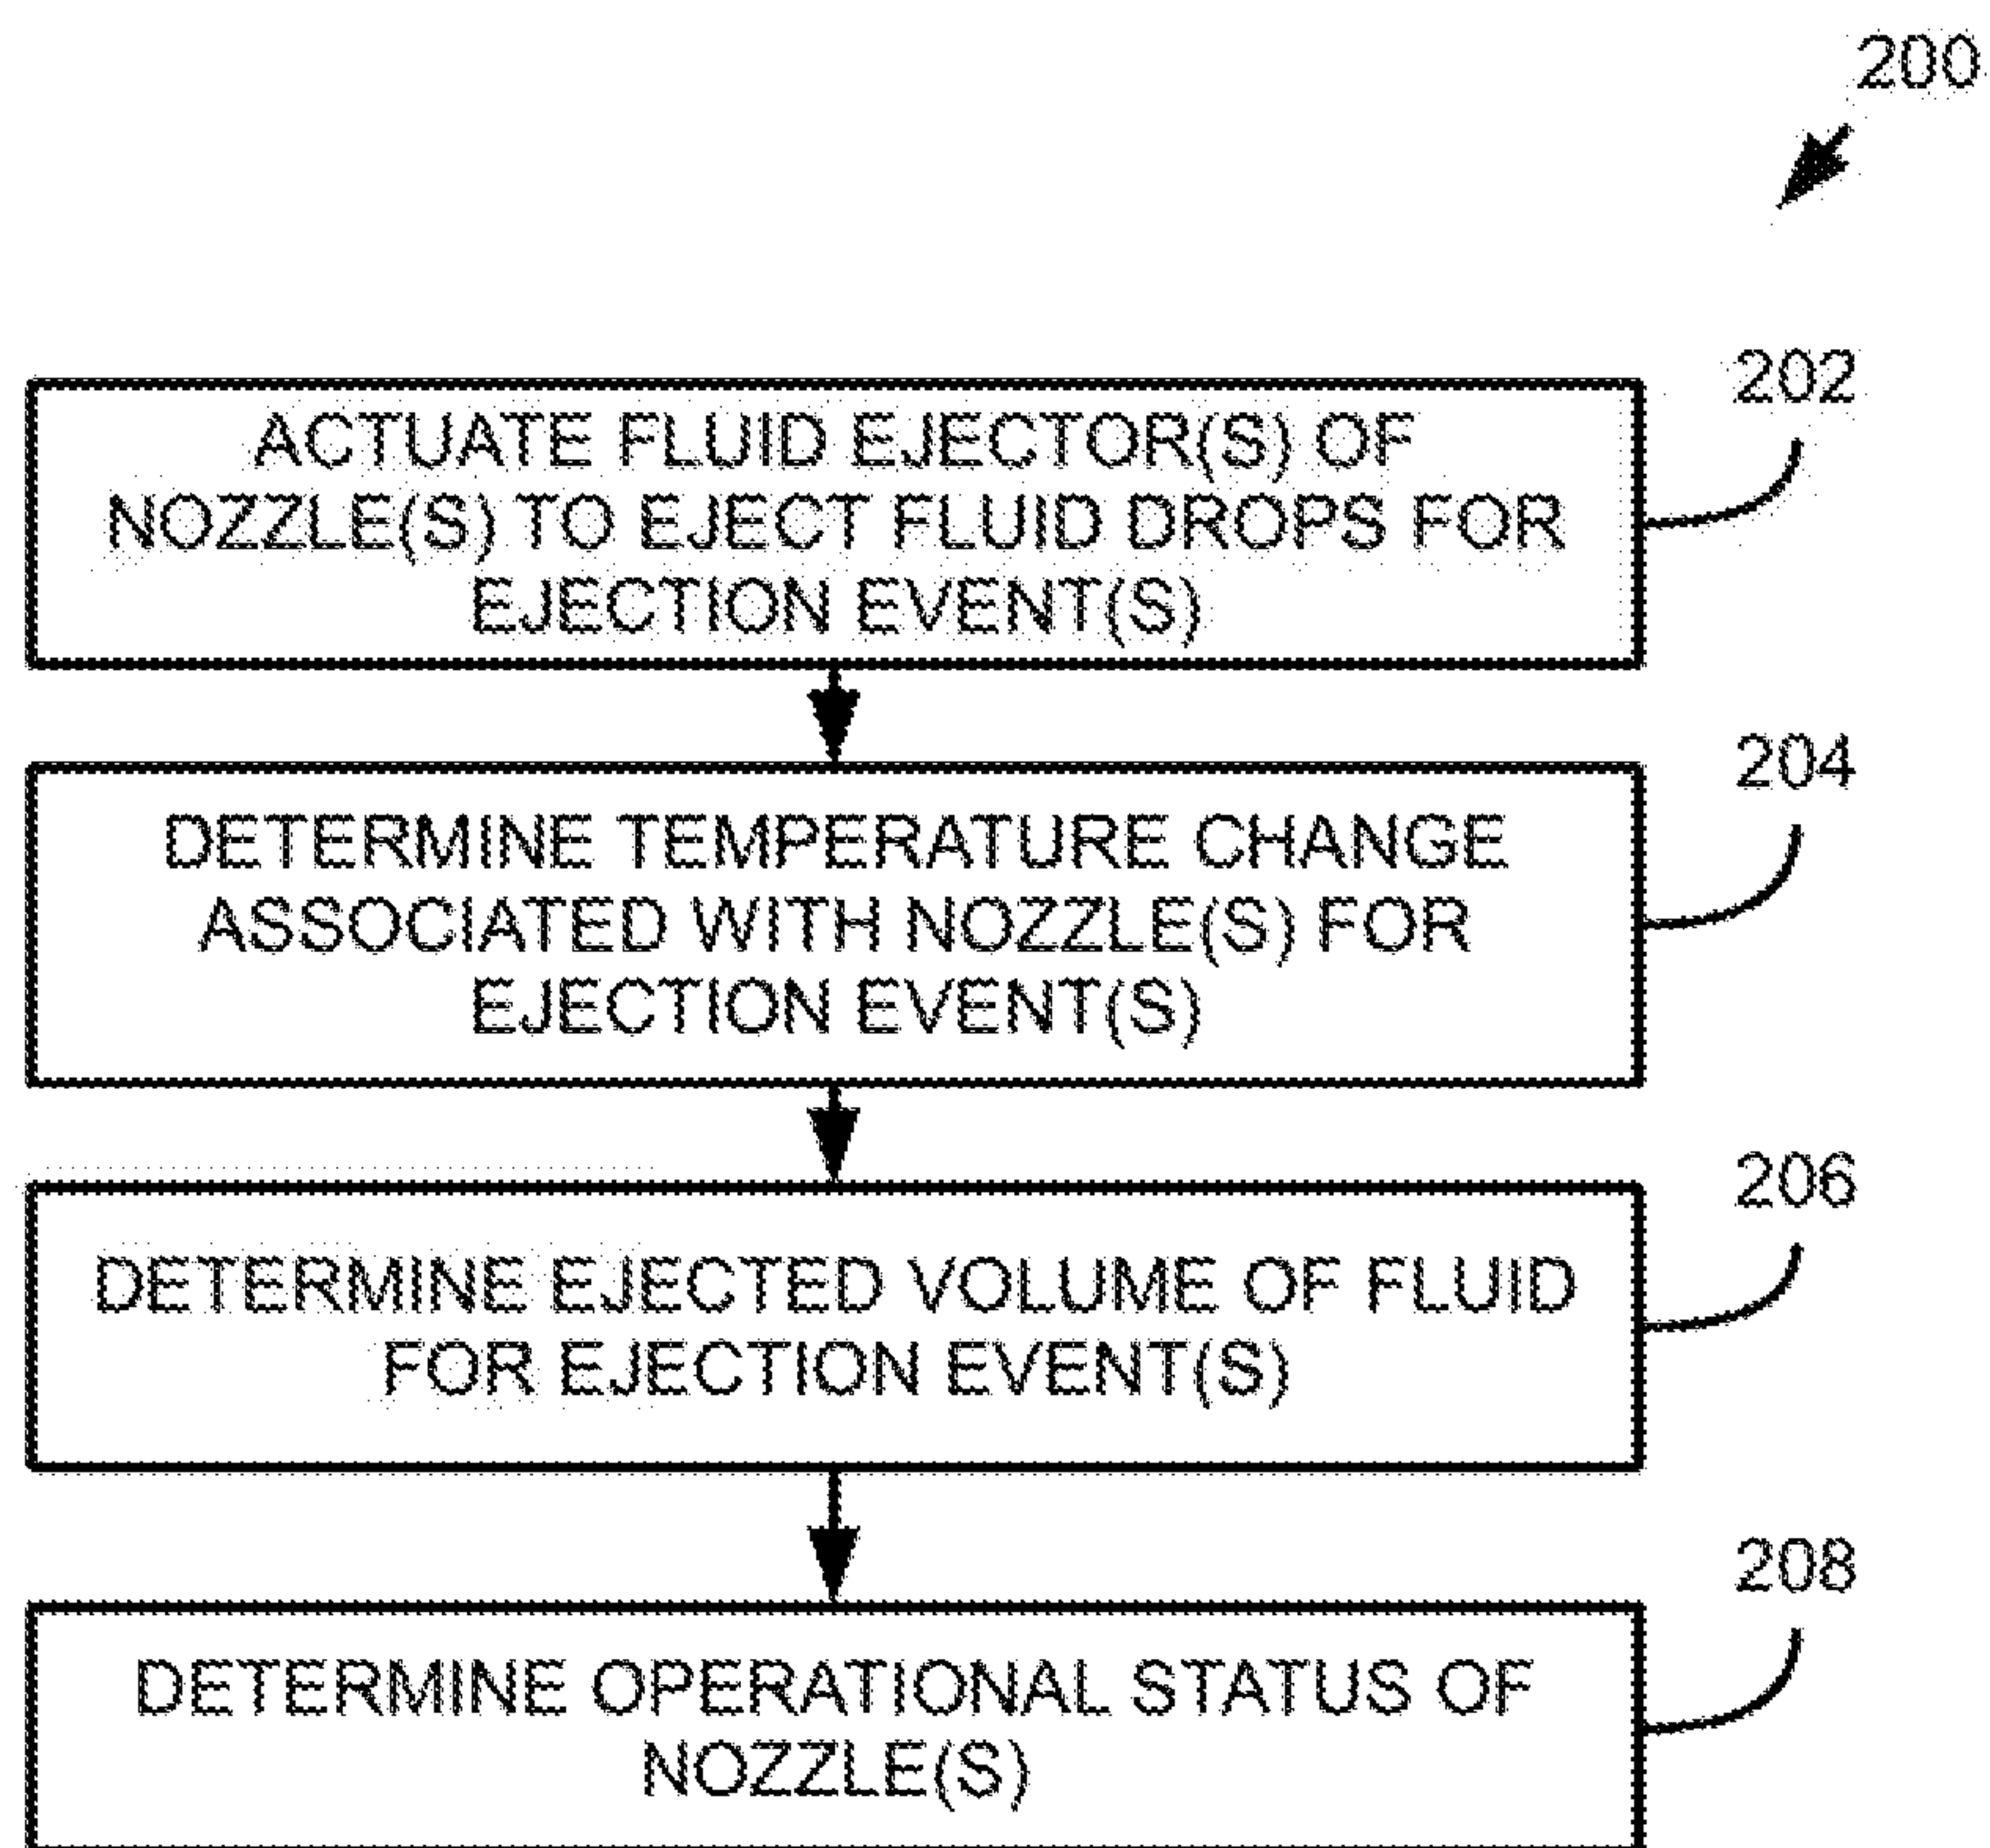 200
202
ACTUATE FLUID EJECTOR(S) OF
NOZZLE(S) TO EJECT FLUID DROPS FOR
EJECTION EVENT(S)
204
DETERMINE TEMPERATURE CHANGE
ASSOCIATED WITH NOZZLE(S) FOR
EJECTION EVENT(S)
206
DETERMINE EJECTED VOLUME OF FLUID
FOR EJECTION EVENT(S)
208
DETERMINE OPERATIONAL STATUS OF
NOZZLE(S)